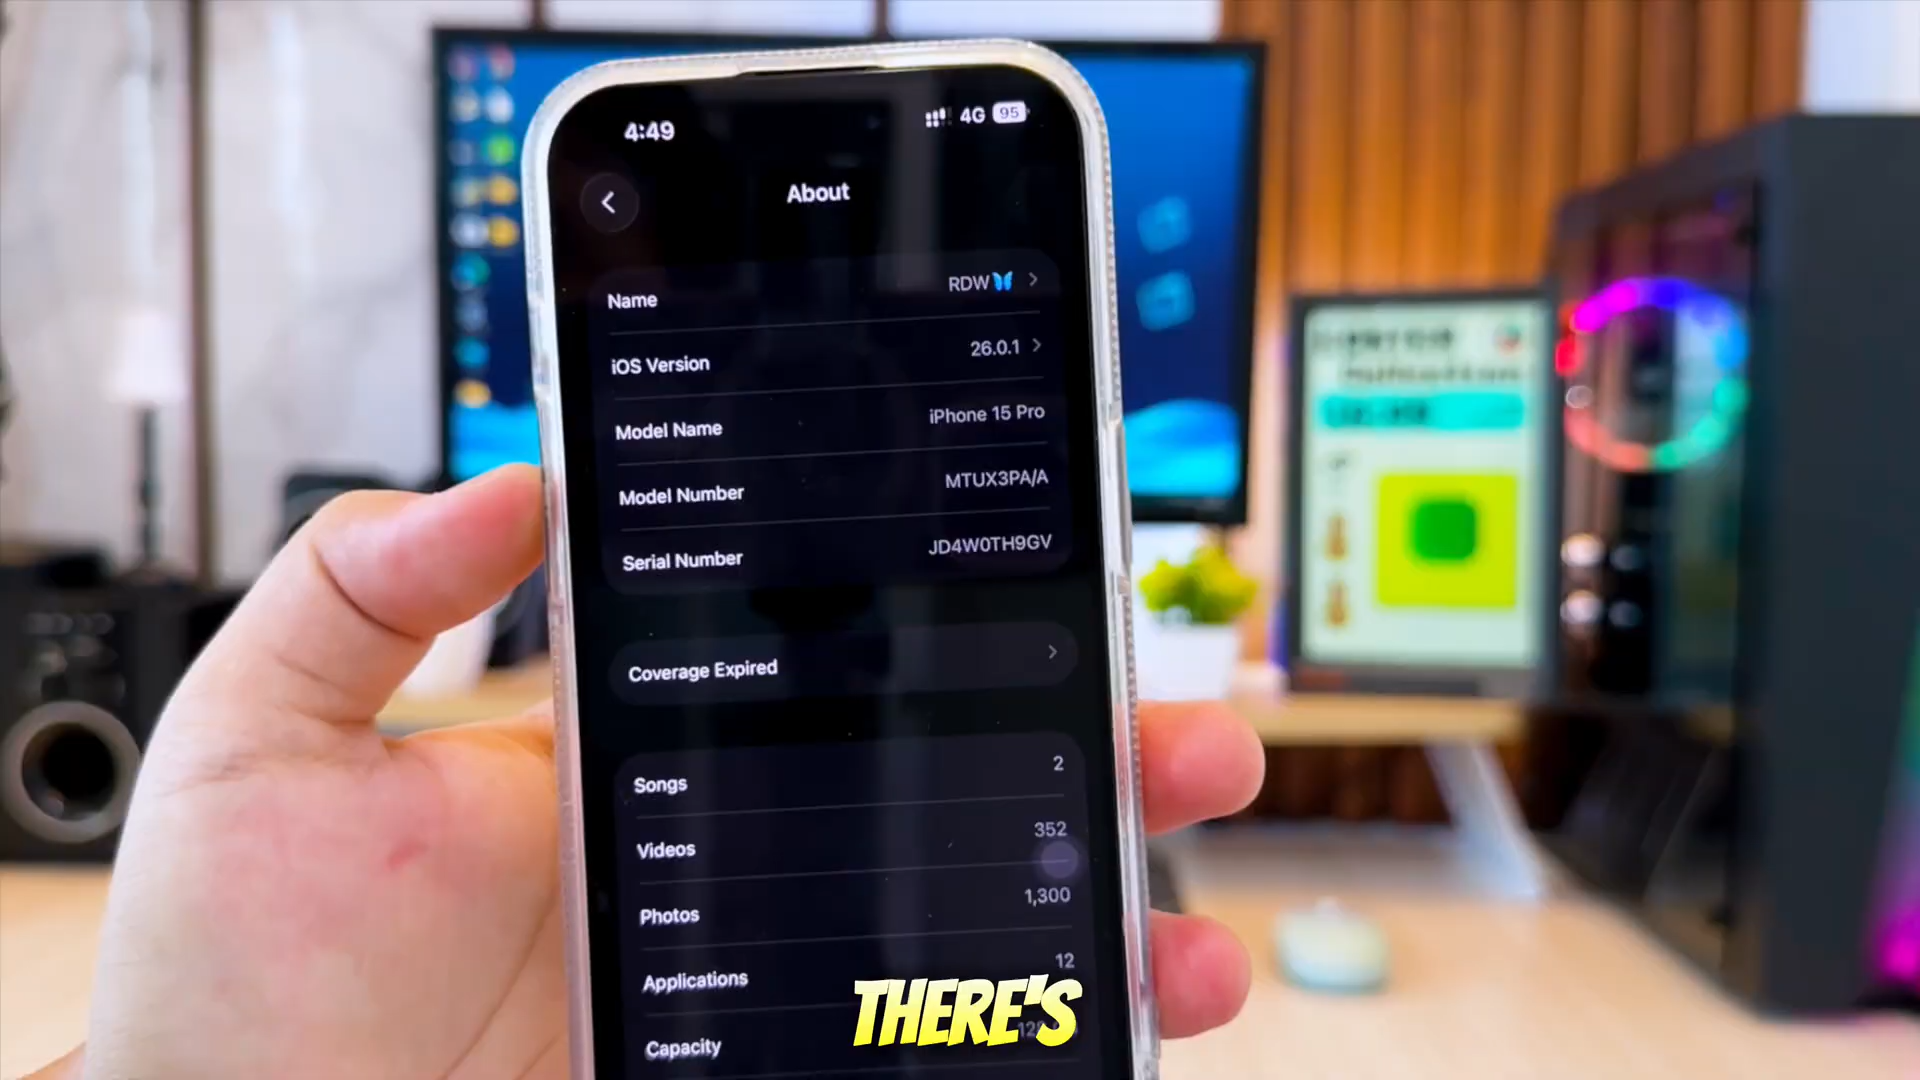 4:49 4G 95
About
Name RDW🦋
iOS Version 26.0.1
Model Name iPhone 15 Pro
Model Number MTUX3PA/A
Serial Number JD4W0TH9GV
Coverage Expired
Songs 2
Videos 352
Photos 1,300
Applications 12
Capacity
THERE'S